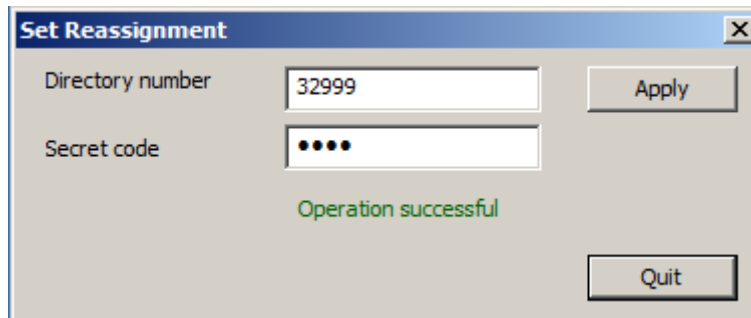 Set Reassignment
Directory number
32999
Apply
Secret code
••••
Operation successful
Quit